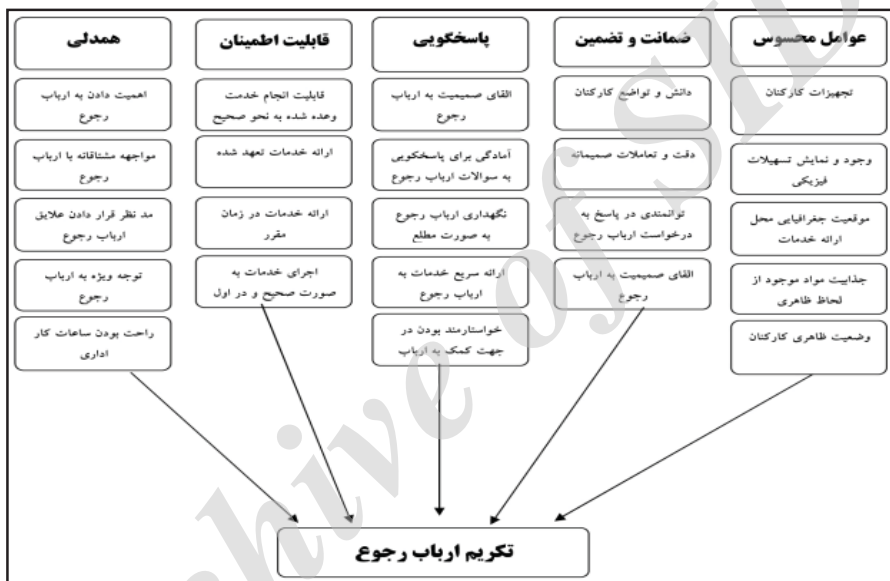 عوامل محسوس
تجهیزات کارکنان
وجود و نمایش تسهیلات
فیزیکی
موقعیت جغرافیایی محل
ارائه خدمات
جذابیت مواد موجود از
لحاظ ظاهری
وضعیت ظاهری کارکنان
ضمانت و تضمین
دانش و تواضع کارکنان
دقت و تعاملات صمیمانه
توانمندی در پاسخ به
درخواست ارباب رجوع
القای صمیمیت به ارباب
رجوع
پاسخگویی
القای صمیمیت به ارباب
رجوع
آمادگی برای پاسخکویی
به سوالات ارباب رجوع
نگهداری ارباب رجوع
به صورت مطلع
ارائه سریع خدمات به
ارباب رجوع
خواستارمند بودن در
جهت کمک به ارباب
قابلیت اطمینان
قابلیت انجام خدمت
وعده شده به نحو صحیح
ارائه خدمات تعهد شده
ارائه خدمات در زمان
مقرر
اجرای خدمات به
صورت صحیح و در اول
همدلی
اهمیت دادن به ارباب
رجوع
مواجهه مشتاقانه با ارباب
رجوع
مد نظر قرار دادن علایق
ارباب رجوع
توجه ویژه به ارباب
رجوع
راحت بودن ساعات کار
اداری
تکریم ارباب رجوع
Archive of SID